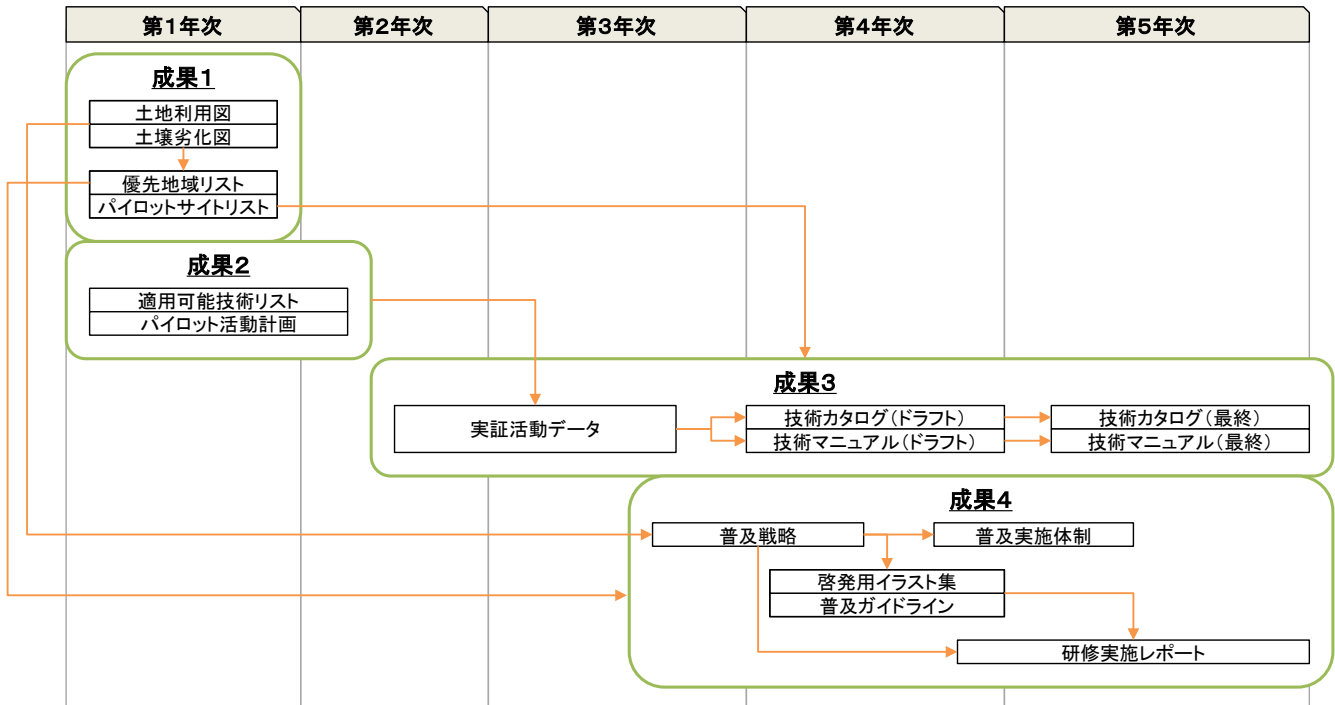 第1年次
第2年次
第3年次
第4年次
第5年次
成果1
土地利用図
土壌劣化図
優先地域リスト
パイロットサイトリスト
成果2
適用可能技術リスト
パイロット活動計画
成果3
実証活動データ
技術カタログ(ドラフト)
技術マニュアル(ドラフト)
技術カタログ(最終)
技術マニュアル(最終)
成果4
普及戦略
普及実施体制
啓発用イラスト集
普及ガイドライン
研修実施レポート